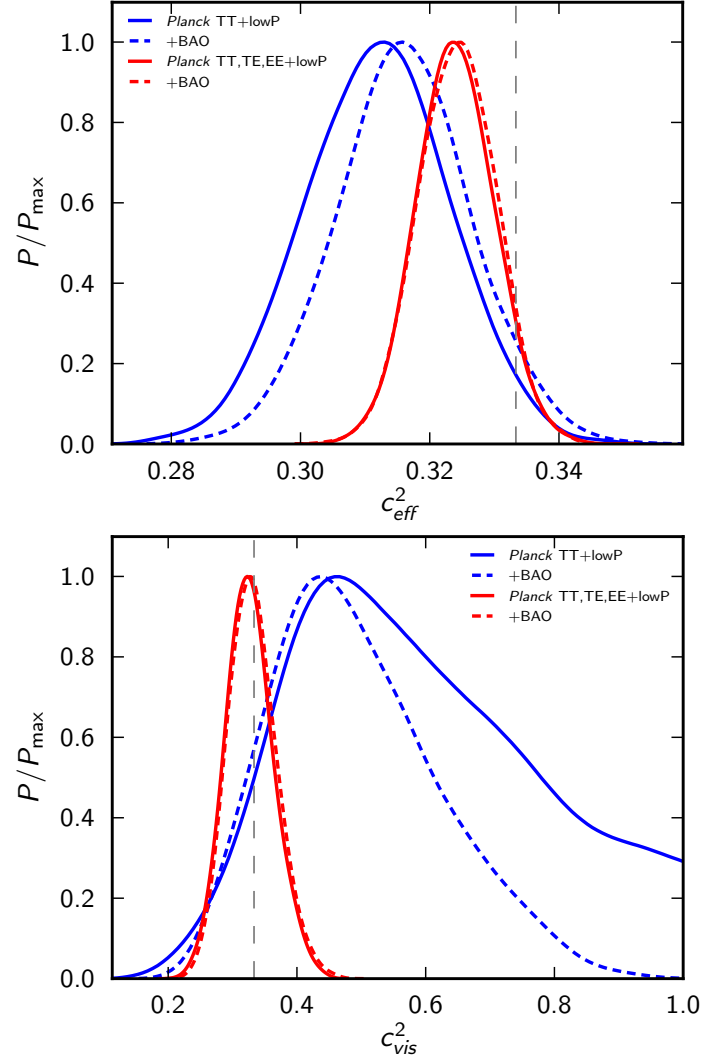 Planck TT+lowP
+BAO
Planck TT,TE,EE+lowP
+BAO
1.0
0.8
0.6
0.4
0.2
0.0
P/P_max
0.28 0.30 0.32 0.34
c²_eff
Planck TT+lowP
+BAO
Planck TT,TE,EE+lowP
+BAO
1.0
0.8
0.6
0.4
0.2
0.0
P/P_max
0.2 0.4 0.6 0.8 1.0
c²_vis